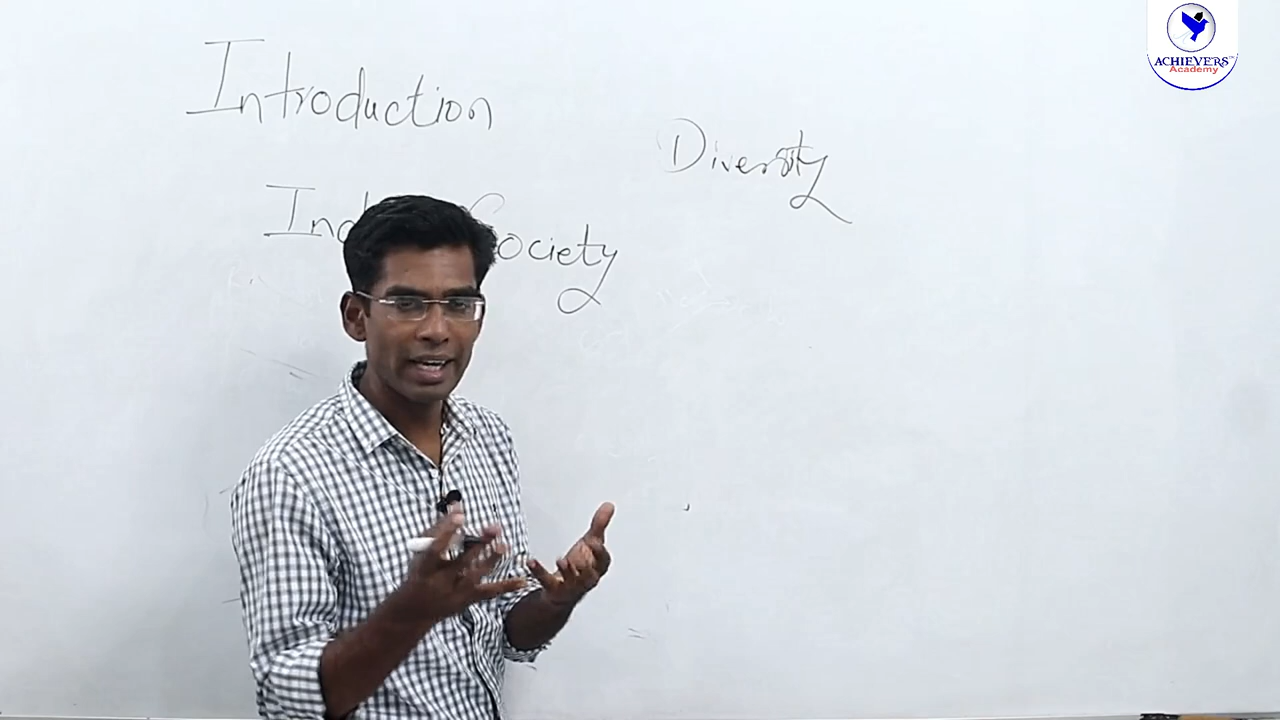 Introduction
Diversity
Society
ACHIEVERS
Academy